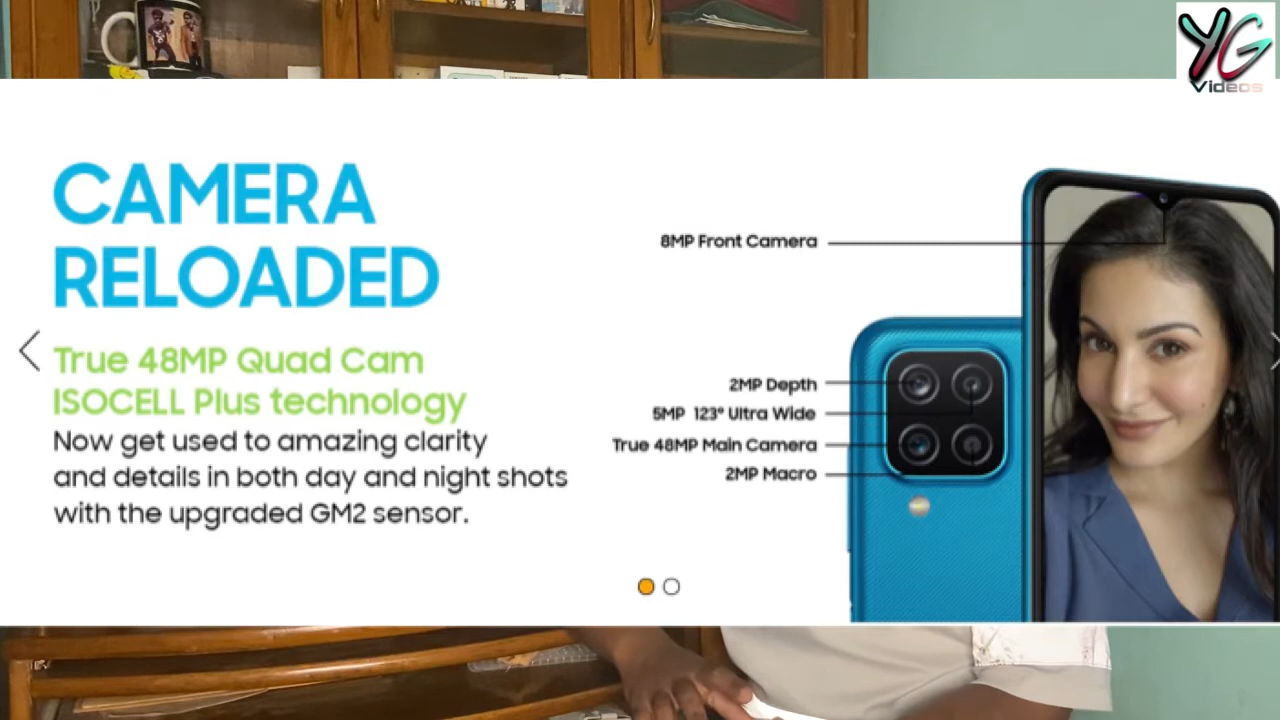 YG
Videos
CAMERA
RELOADED
True 48MP Quad Cam
ISOCELL Plus technology
Now get used to amazing clarity
and details in both day and night shots
with the upgraded GM2 sensor.
8MP Front Camera
2MP Depth
5MP 123° Ultra Wide
True 48MP Main Camera
2MP Macro